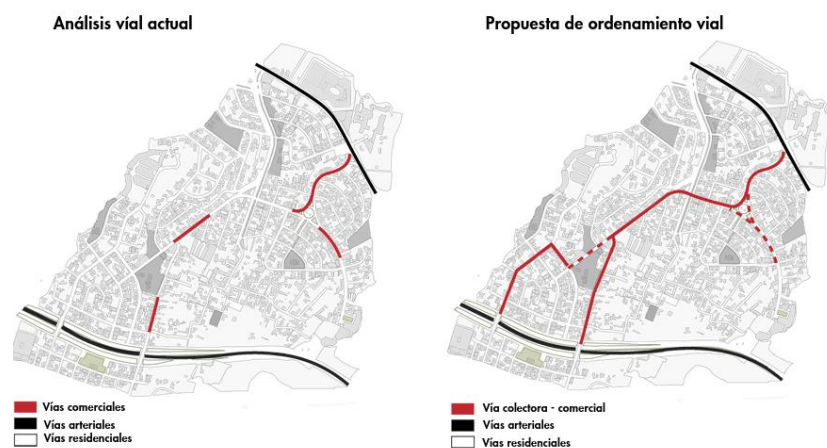 Análisis víal actual
Propuesta de ordenamiento vial
Vías comerciales
Vías arteriales
Vías residenciales
Vía colectora - comercial
Vías arteriales
Vías residenciales